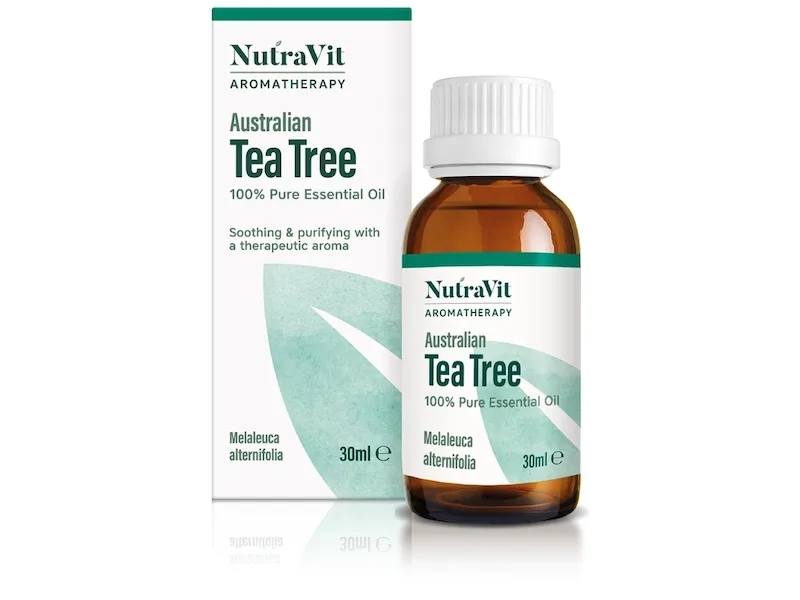 NutraVit
AROMATHERAPY
Australian
Tea Tree
100% Pure Essential Oil
Soothing & purifying with
a therapeutic aroma
Melaleuca
alternifolia
30ml ℮
NutraVit
AROMATHERAPY
Australian
Tea Tree
100% Pure Essential Oil
Melaleuca
alternifolia
30ml ℮